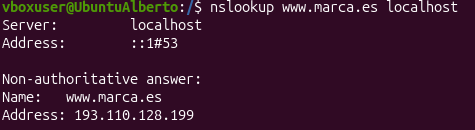 vboxuser@UbuntuAlberto:/$ nslookup www.marca.es localhost
Server:         localhost
Address:        ::1#53

Non-authoritative answer:
Name:   www.marca.es
Address: 193.110.128.199